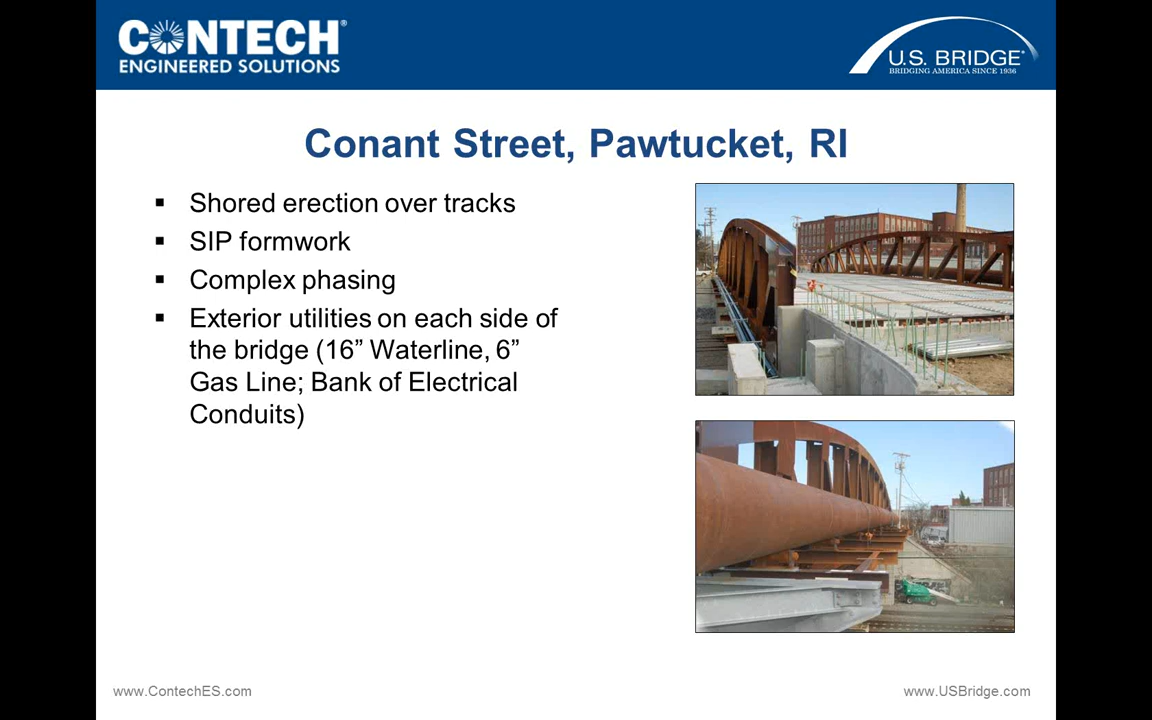 CONTECH®
ENGINEERED SOLUTIONS
U.S. BRIDGE®
BRIDGING AMERICA SINCE 1936
Conant Street, Pawtucket, RI
▪ Shored erection over tracks
▪ SIP formwork
▪ Complex phasing
▪ Exterior utilities on each side of
the bridge (16” Waterline, 6”
Gas Line; Bank of Electrical
Conduits)
www.ContechES.com
www.USBridge.com